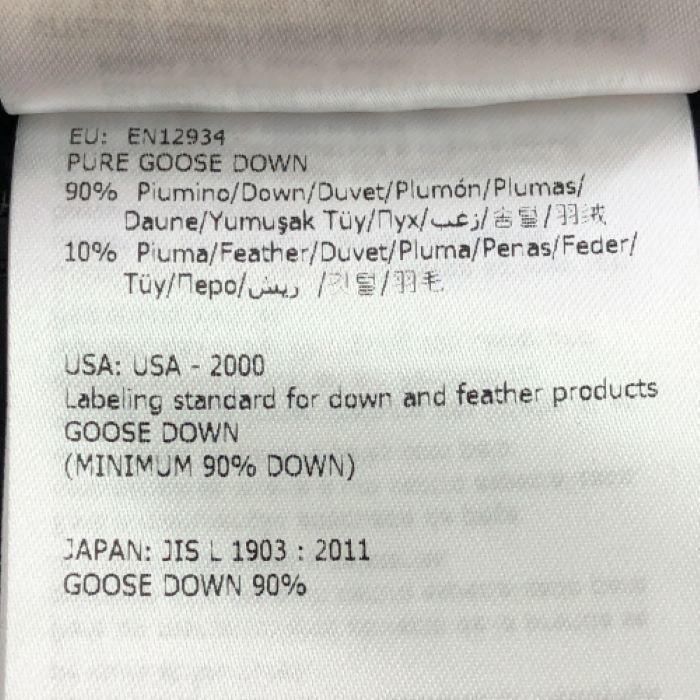 EU: EN12934
PURE GOOSE DOWN
90% Piumino/Down/Duvet/Plumón/Plumas/
Daune/Yumuşak Tüy/Пух/زغب/솜털/羽绒
10% Piuma/Feather/Duvet/Pluma/Penas/Feder/
Tüy/Перо/ريش /깃털/羽毛
USA: USA - 2000
Labeling standard for down and feather products
GOOSE DOWN
(MINIMUM 90% DOWN)
JAPAN: JIS L 1903 : 2011
GOOSE DOWN 90%